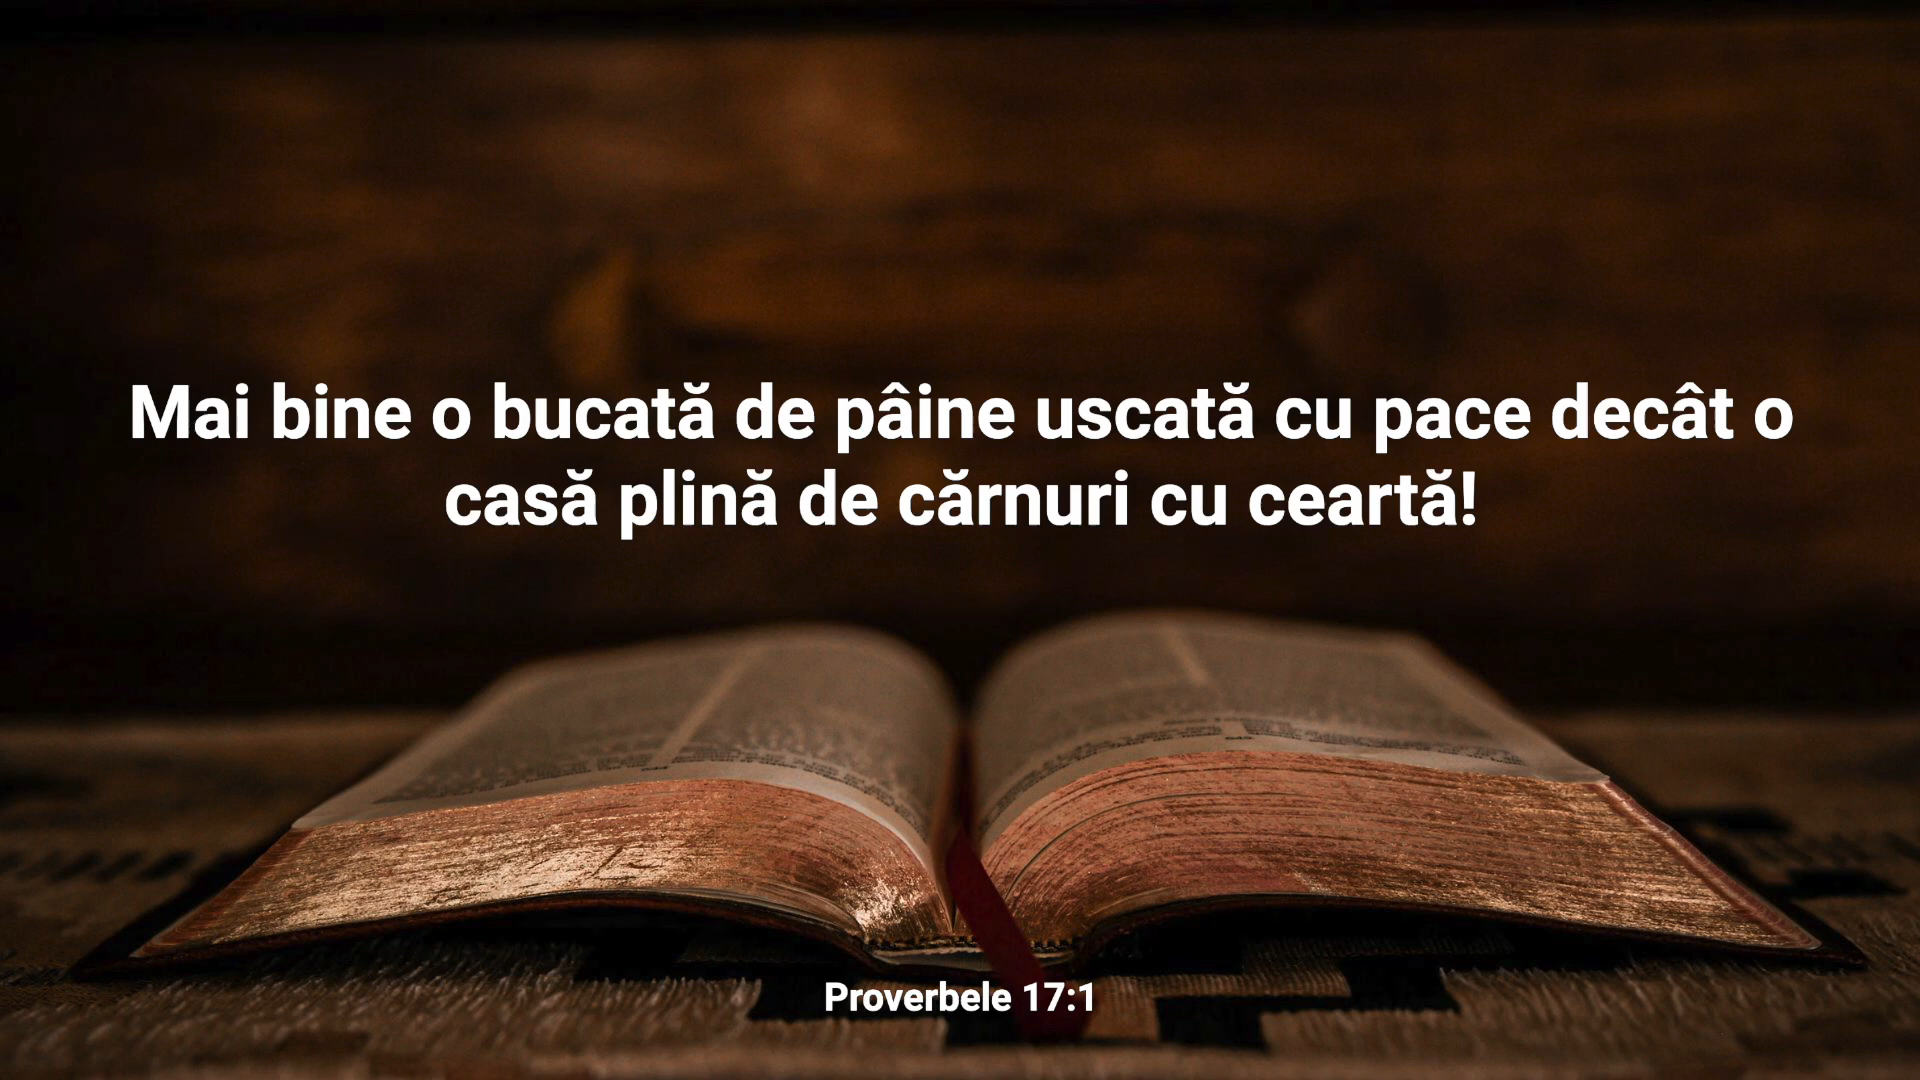 Mai bine o bucată de pâine uscată cu pace decât o
casă plină de cărnuri cu ceartă!
Proverbele 17:1